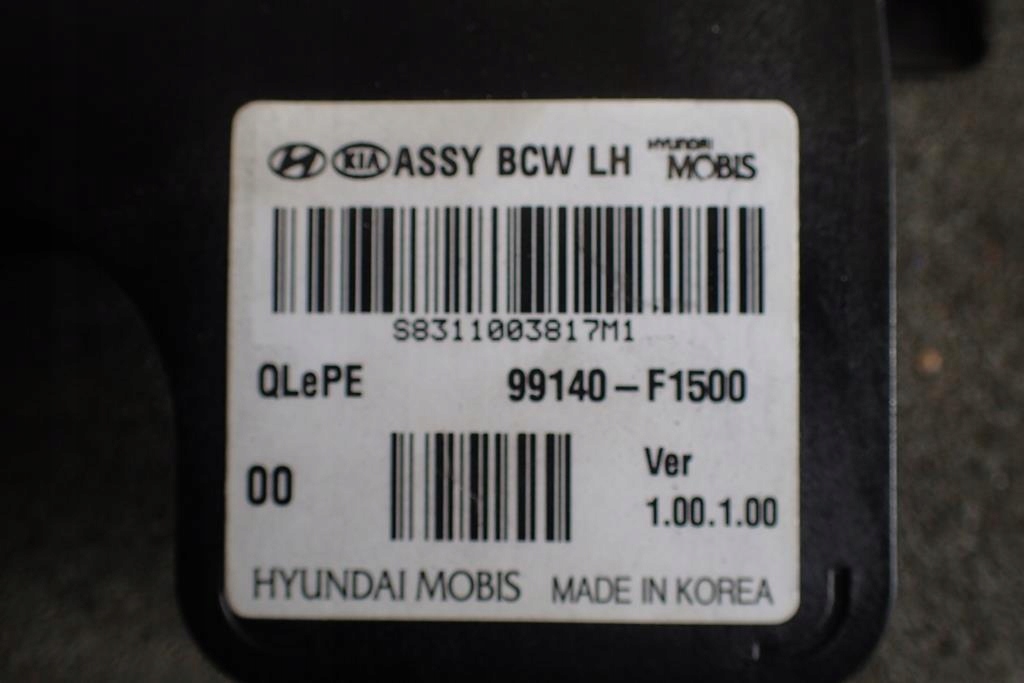 KIA ASSY BCW LH HYUNDAI MOBIS
S8311003817M1
QLePE 99140-F1500
00 Ver 1.00.1.00
HYUNDAI MOBIS MADE IN KOREA